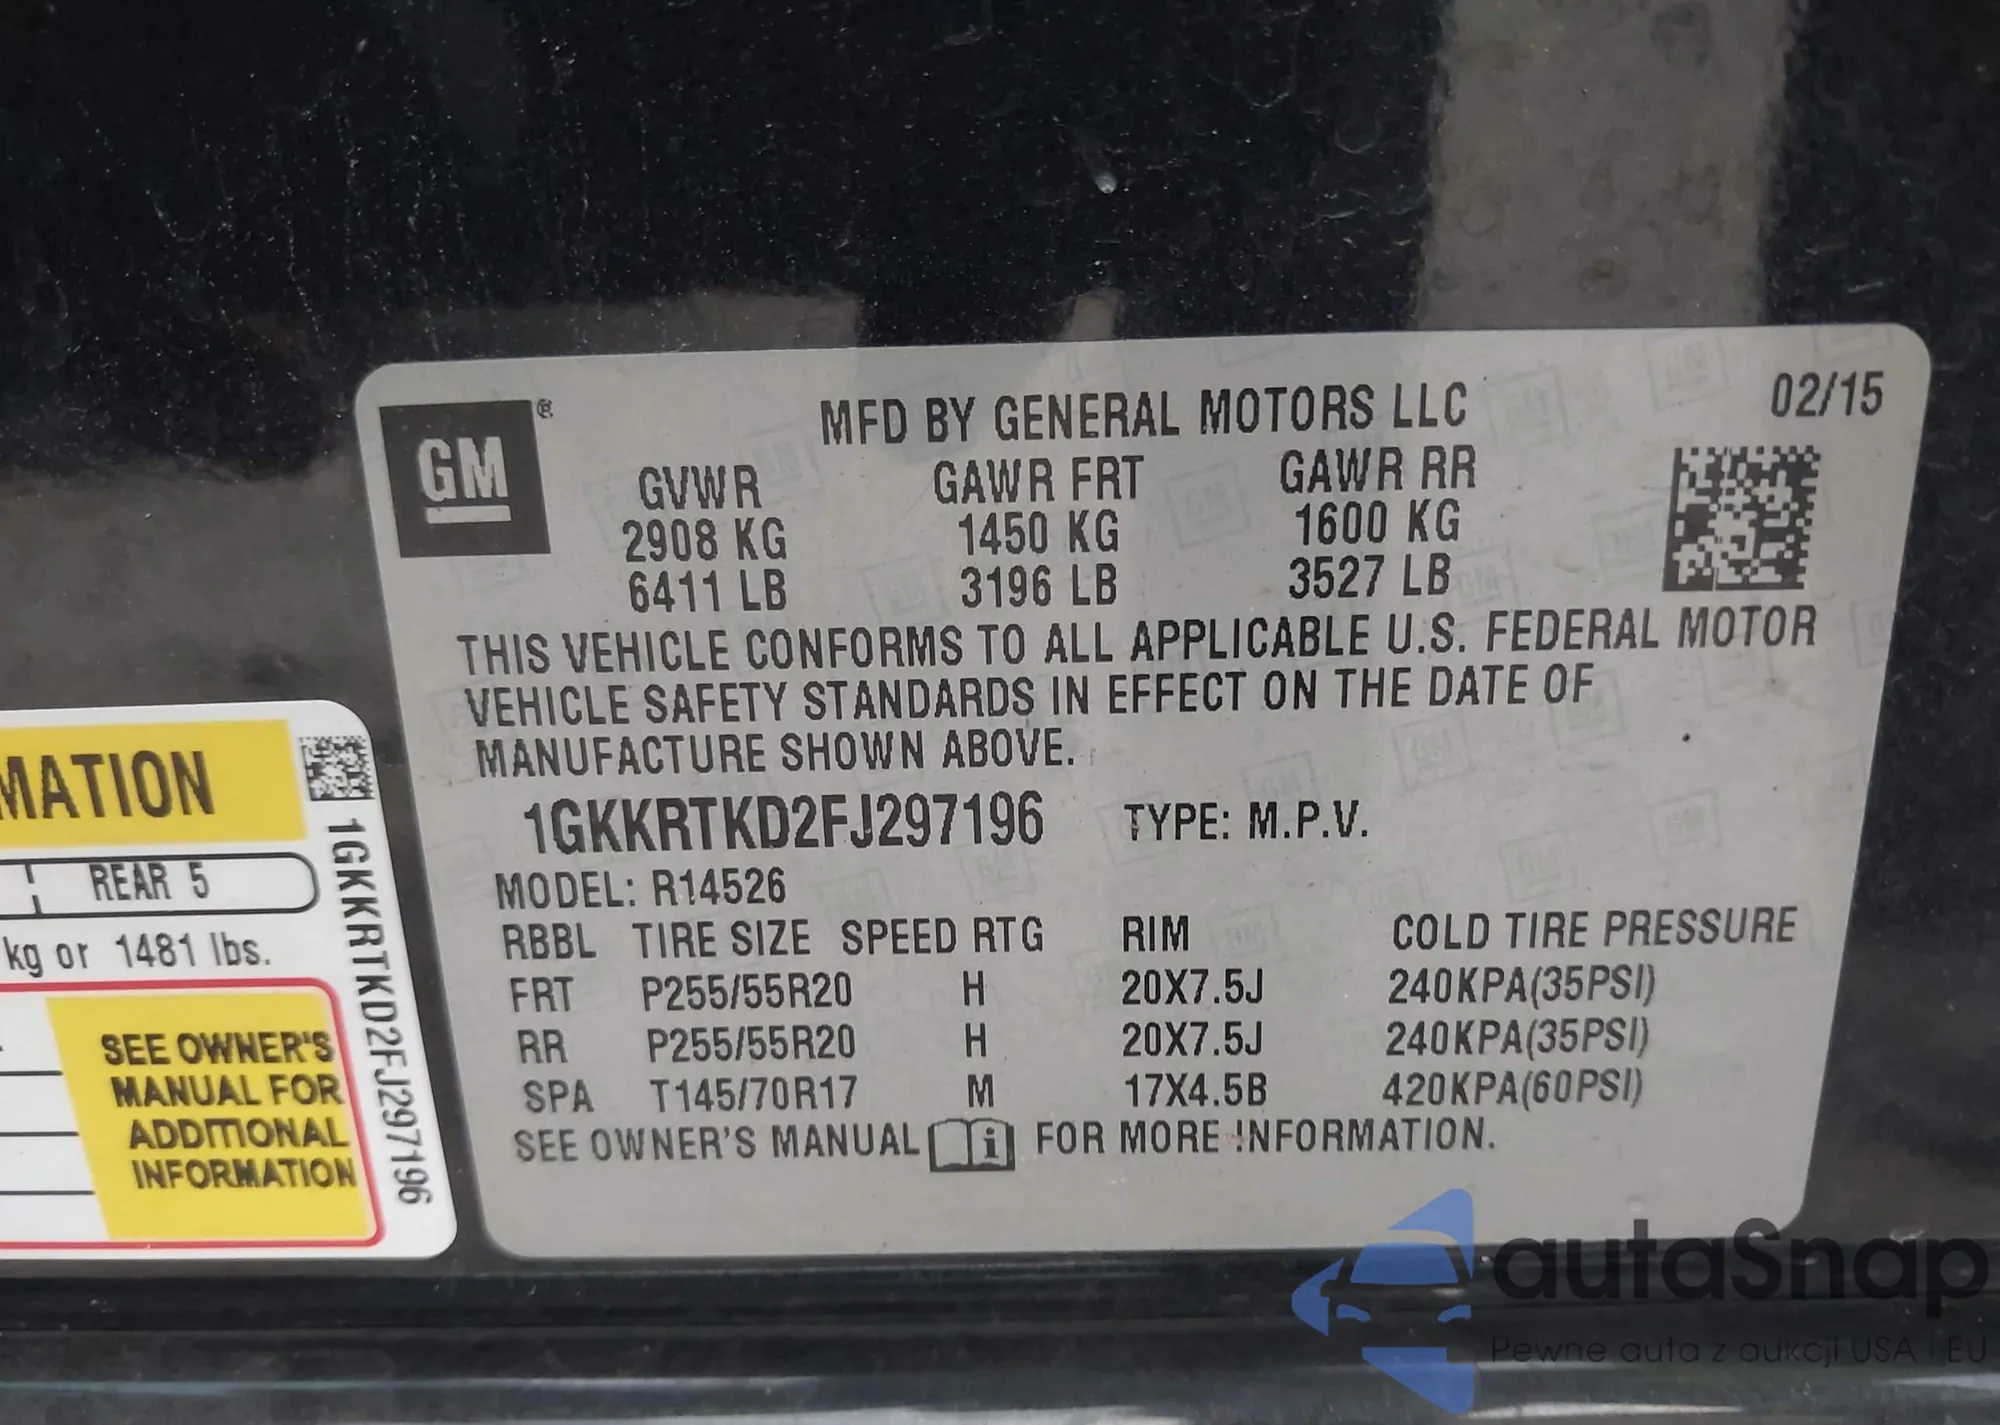 GM ®
MFD BY GENERAL MOTORS LLC
02/15
GVWR GAWR FRT GAWR RR
2908 KG 1450 KG 1600 KG
6411 LB 3196 LB 3527 LB
THIS VEHICLE CONFORMS TO ALL APPLICABLE U.S. FEDERAL MOTOR
VEHICLE SAFETY STANDARDS IN EFFECT ON THE DATE OF
MANUFACTURE SHOWN ABOVE.
1GKKRTKD2FJ297196 TYPE: M.P.V.
MODEL: R14526
RBBL TIRE SIZE SPEED RTG RIM COLD TIRE PRESSURE
FRT P255/55R20 H 20X7.5J 240KPA(35PSI)
RR P255/55R20 H 20X7.5J 240KPA(35PSI)
SPA T145/70R17 M 17X4.5B 420KPA(60PSI)
SEE OWNER'S MANUAL i FOR MORE INFORMATION.
MATION
REAR 5
kg or 1481 lbs.
SEE OWNER'S
MANUAL FOR
ADDITIONAL
INFORMATION
1GKKRTKD2FJ297196
autaSnap
Pewne auta z aukcji USA i EU